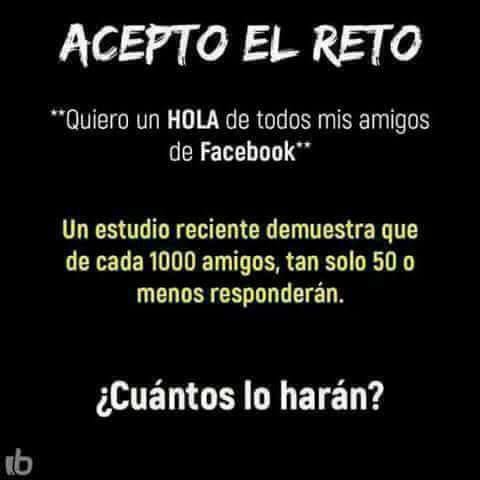 ACEPTO EL RETO
**Quiero un HOLA de todos mis amigos
de Facebook**
Un estudio reciente demuestra que
de cada 1000 amigos, tan solo 50 o
menos responderán.
¿Cuántos lo harán?